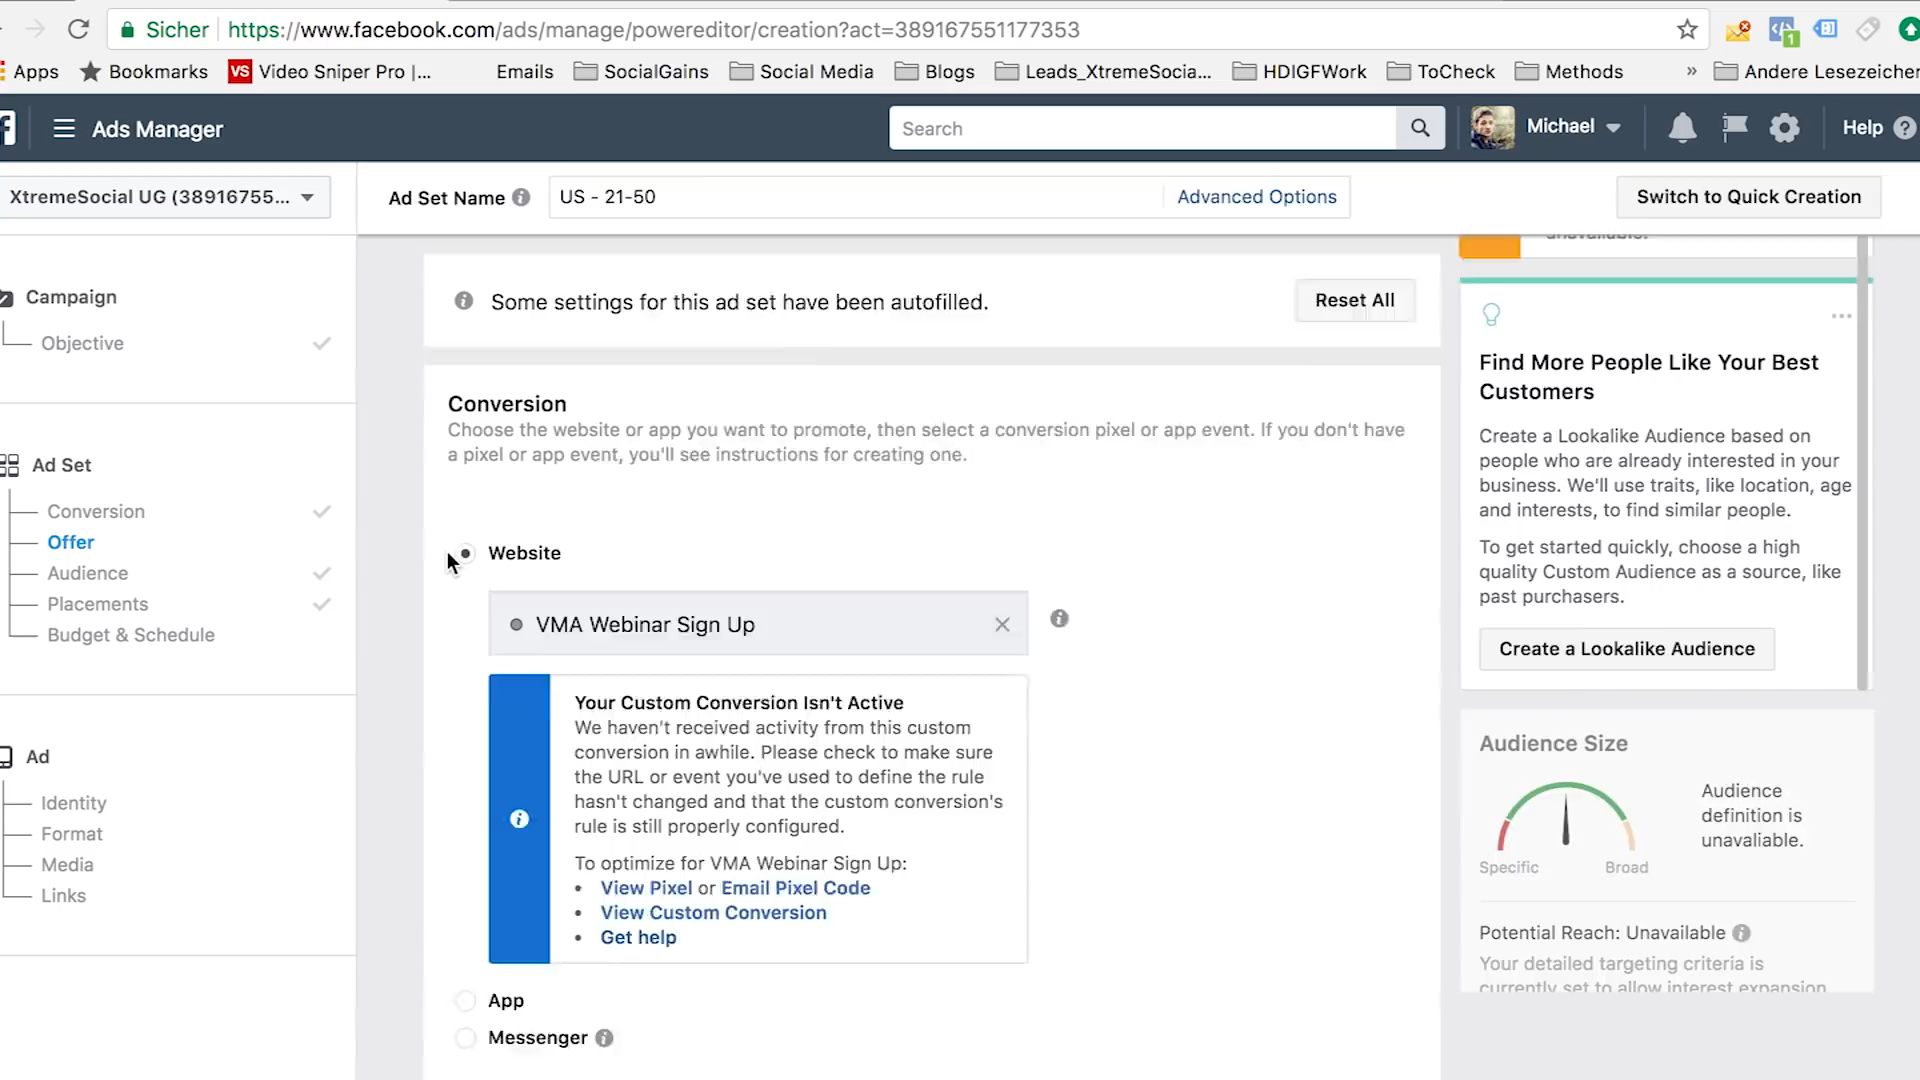 Sicher https://www.facebook.com/ads/manage/powereditor/creation?act=389167551177353
1
Apps Bookmarks VS Video Sniper Pro |... Emails SocialGains Social Media Blogs Leads_XtremeSocia... HDIGFWork ToCheck Methods » Andere Lesezeichen
Ads Manager Search Michael Help ?
XtremeSocial UG (38916755... Ad Set Name US - 21-50 Advanced Options Switch to Quick Creation
Campaign
Objective
Ad Set
Conversion
Offer
Audience
Placements
Budget & Schedule
Ad
Identity
Format
Media
Links
Some settings for this ad set have been autofilled. Reset All
Conversion
Choose the website or app you want to promote, then select a conversion pixel or app event. If you don't have
a pixel or app event, you'll see instructions for creating one.
Website
VMA Webinar Sign Up
Your Custom Conversion Isn't Active
We haven't received activity from this custom
conversion in awhile. Please check to make sure
the URL or event you've used to define the rule
hasn't changed and that the custom conversion's
rule is still properly configured.
To optimize for VMA Webinar Sign Up:
• View Pixel or Email Pixel Code
• View Custom Conversion
• Get help
App
Messenger
unavailable.
Find More People Like Your Best
Customers
Create a Lookalike Audience based on
people who are already interested in your
business. We'll use traits, like location, age
and interests, to find similar people.
To get started quickly, choose a high
quality Custom Audience as a source, like
past purchasers.
Create a Lookalike Audience
Audience Size
Audience
definition is
unavailable.
Specific Broad
Potential Reach: Unavailable
Your detailed targeting criteria is
currently set to allow interest expansion